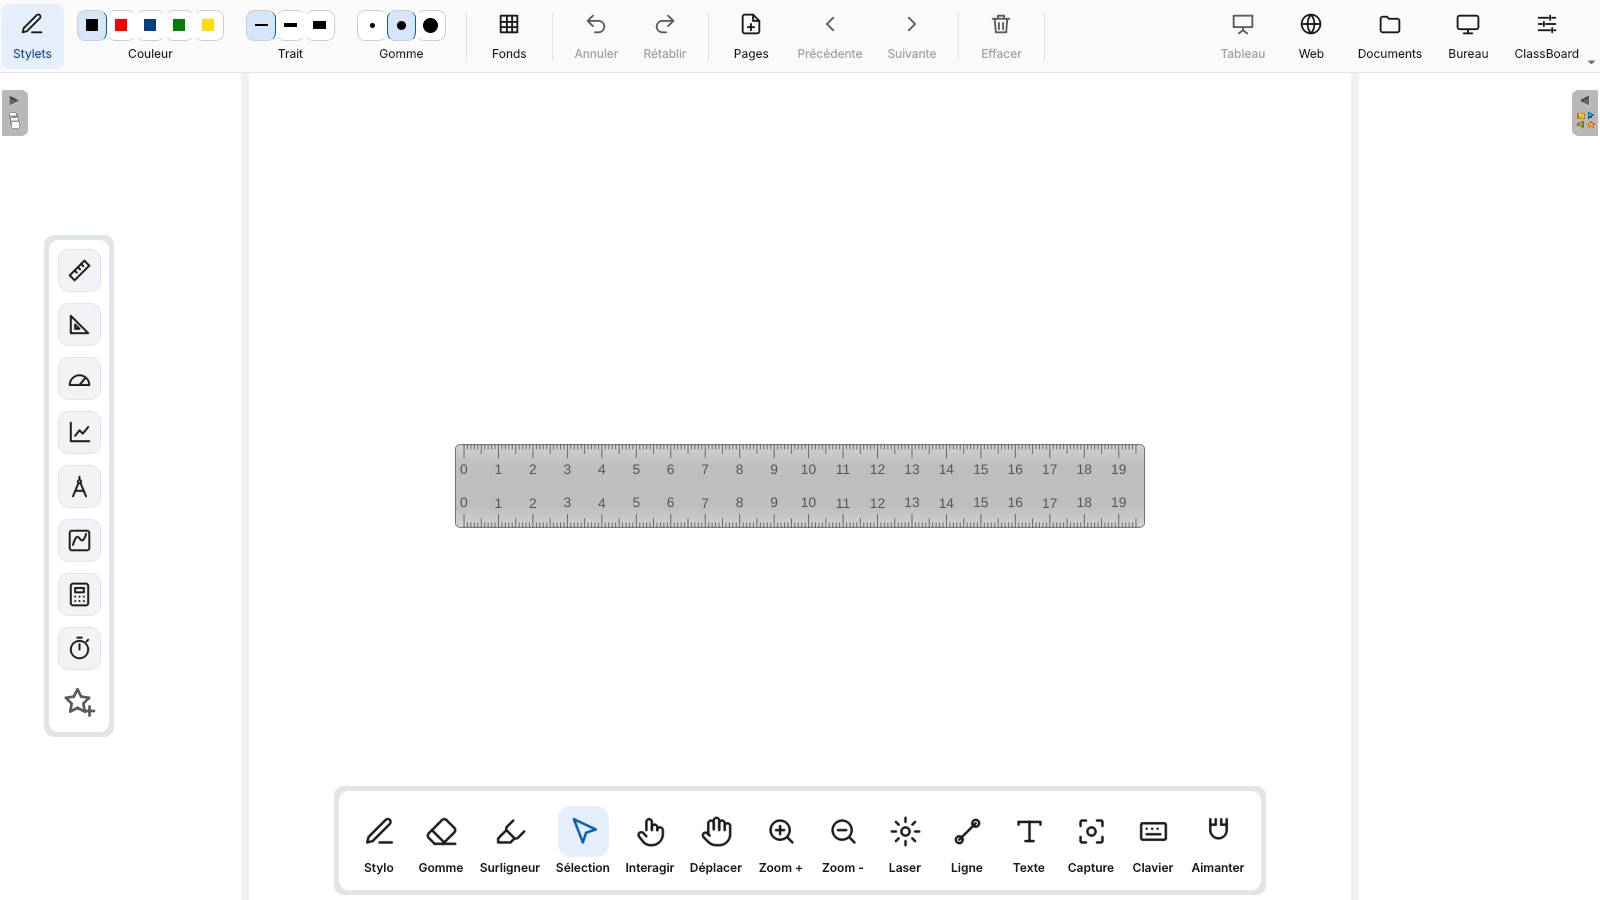 Stylets Couleur Trait Gomme Fonds Annuler Rétablir Pages Précédente Suivante Effacer Tableau Web Documents Bureau ClassBoard
0 1 2 3 4 5 6 7 8 9 10 11 12 13 14 15 16 17 18 19
0 1 2 3 4 5 6 7 8 9 10 11 12 13 14 15 16 17 18 19
Stylo Gomme Surligneur Sélection Interagir Déplacer Zoom + Zoom - Laser Ligne Texte Capture Clavier Aimanter